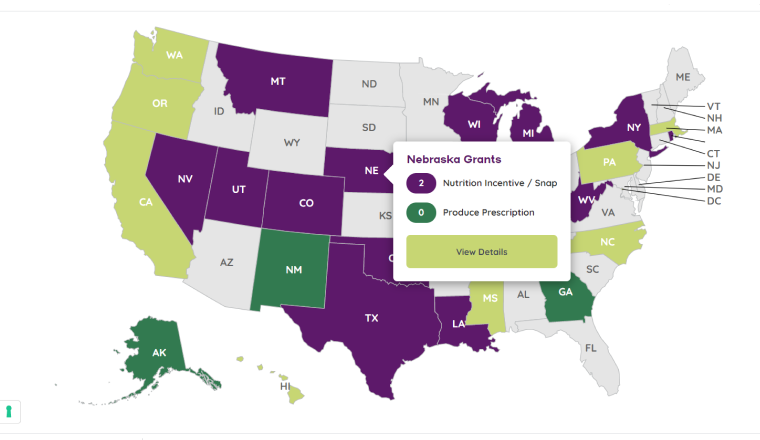 WA
MT
ND
ME
MN
OR
ID
SD
WI
MI
NY
VT
NH
MA
WY
CT
Nebraska Grants
NE
PA
NJ
2 Nutrition Incentive / Snap
NV
UT
DE
MD
CA
CO
WV
DC
KS
0 Produce Prescription
VA
NC
View Details
AZ
NM
SC
MS
AL
GA
TX
LA
FL
AK
HI